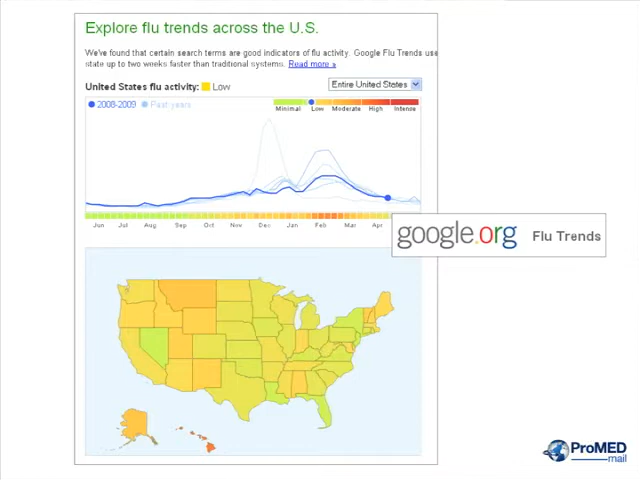 Explore flu trends across the U.S.
We've found that certain search terms are good indicators of flu activity. Google Flu Trends use
state up to two weeks faster than traditional systems. Read more »
United States flu activity: Low
Entire United States
2008-2009 Past years
Minimal Low Moderate High Intense
Jun Jul Aug Sep Oct Nov Dec Jan Feb Mar Apr
google.org Flu Trends
ProMED
mail